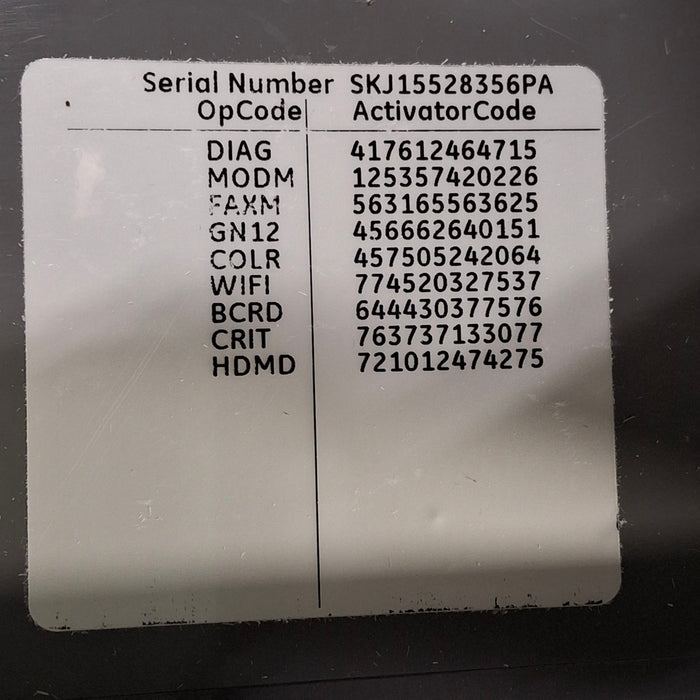 Serial Number SKJ15528356PA
OpCode ActivatorCode
DIAG 417612464715
MODM 125357420226
FAXM 563165563625
GN12 456662640151
COLR 457505242064
WIFI 774520327537
BCRD 644430377576
CRIT 763737133077
HDMD 721012474275